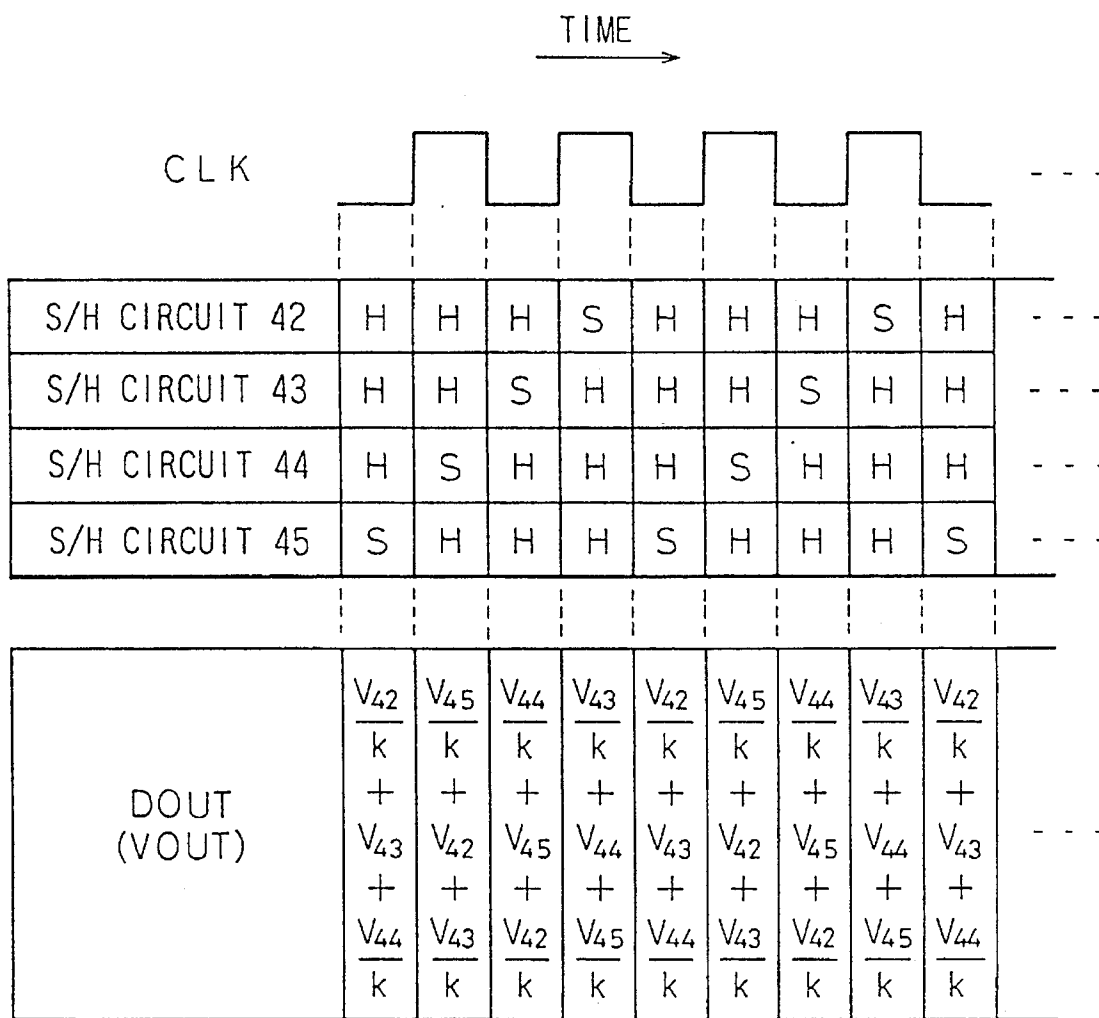 TIME
CLK - - -
S/H CIRCUIT 42 H H H S H H H S H - - -
S/H CIRCUIT 43 H H S H H H S H H - - -
S/H CIRCUIT 44 H S H H H S H H H - - -
S/H CIRCUIT 45 S H H H S H H H S - - -
V42 V45 V44 V43 V42 V45 V44 V43 V42
k k k k k k k k k
DOUT + + + + + + + + +
(VOUT) V43 V42 V45 V44 V43 V42 V45 V44 V43 - - -
+ + + + + + + + +
V44 V43 V42 V45 V44 V43 V42 V45 V44
k k k k k k k k k